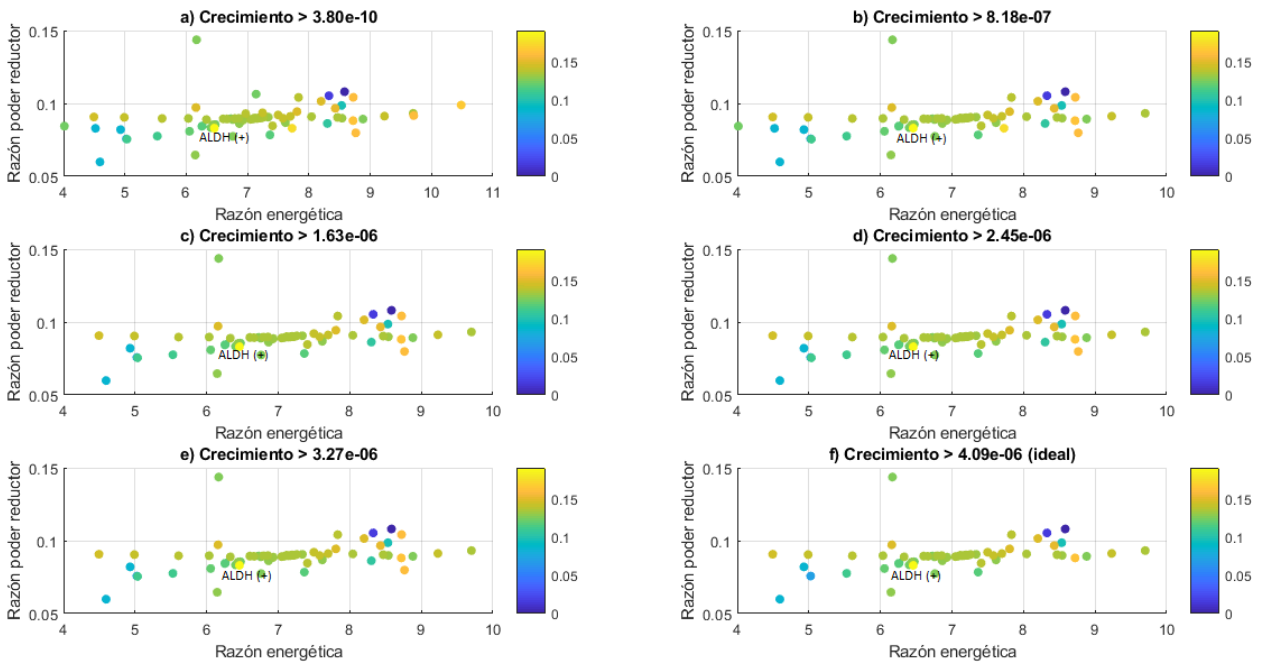 a) Crecimiento > 3.80e-10
0.15
0.1
0.05
Razón poder reductor
ALDH (+)
4 5 6 7 8 9 10 11
Razón energética
0.15
0.1
0.05
0
b) Crecimiento > 8.18e-07
0.15
0.1
0.05
Razón poder reductor
ALDH (+)
4 5 6 7 8 9 10
Razón energética
0.15
0.1
0.05
0
c) Crecimiento > 1.63e-06
0.15
0.1
0.05
Razón poder reductor
ALDH (+)
4 5 6 7 8 9 10
Razón energética
0.15
0.1
0.05
0
d) Crecimiento > 2.45e-06
0.15
0.1
0.05
Razón poder reductor
ALDH (+)
4 5 6 7 8 9 10
Razón energética
0.15
0.1
0.05
0
e) Crecimiento > 3.27e-06
0.15
0.1
0.05
Razón poder reductor
ALDH (+)
4 5 6 7 8 9 10
Razón energética
0.15
0.1
0.05
0
f) Crecimiento > 4.09e-06 (ideal)
0.15
0.1
0.05
Razón poder reductor
ALDH (+)
4 5 6 7 8 9 10
Razón energética
0.15
0.1
0.05
0